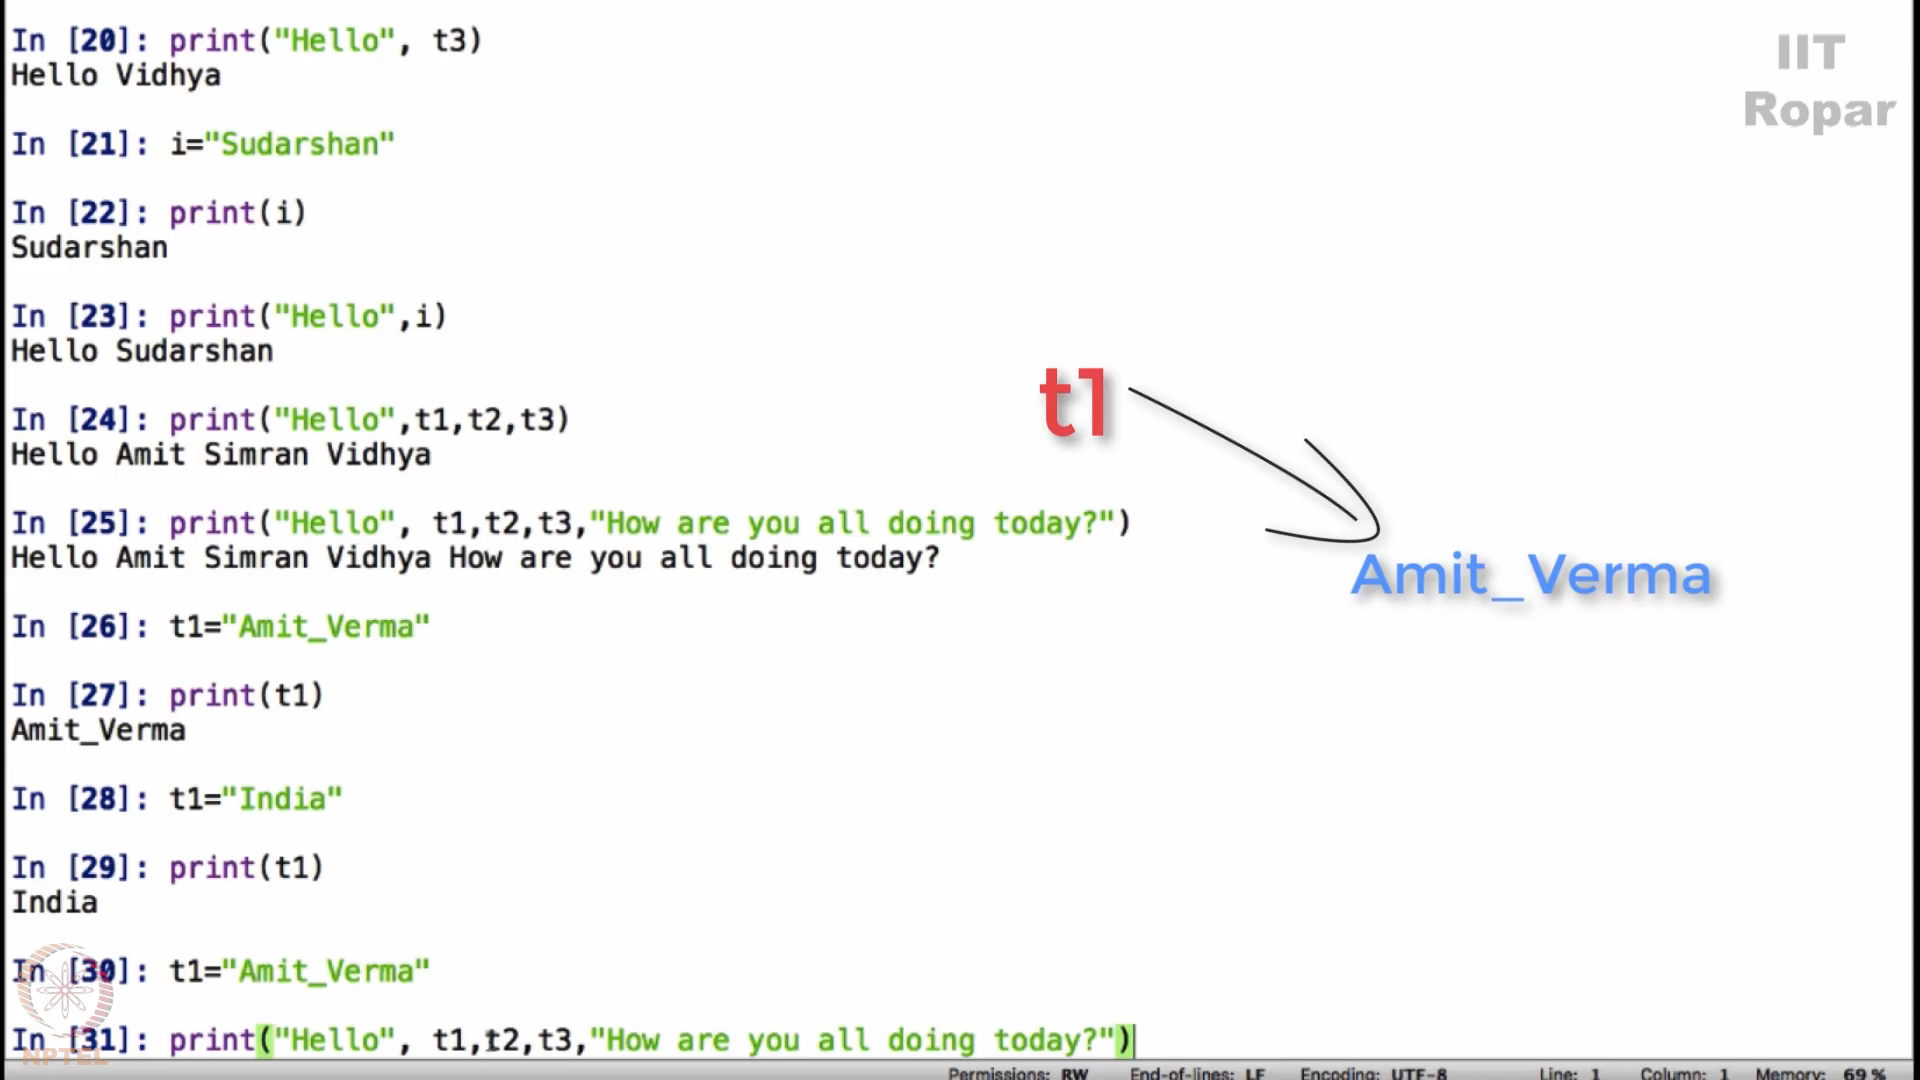 In [20]: print("Hello", t3)
Hello Vidhya
In [21]: i="Sudarshan"
In [22]: print(i)
Sudarshan
In [23]: print("Hello",i)
Hello Sudarshan
In [24]: print("Hello",t1,t2,t3)
Hello Amit Simran Vidhya
In [25]: print("Hello", t1,t2,t3,"How are you all doing today?")
Hello Amit Simran Vidhya How are you all doing today?
In [26]: t1="Amit_Verma"
In [27]: print(t1)
Amit_Verma
In [28]: t1="India"
In [29]: print(t1)
India
In [30]: t1="Amit_Verma"
In [31]: print("Hello", t1,t2,t3,"How are you all doing today?")
IIT
Ropar
t1
Amit_Verma
NPTEL
Permissions: RW End-of-lines: LF Encoding: UTF-8 Line: 1 Column: 1 Memory: 69 %